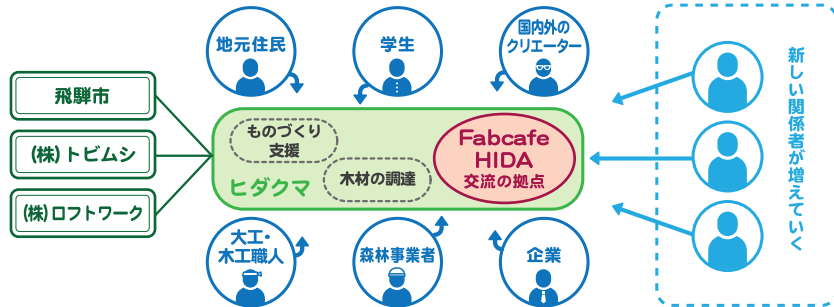 地元住民
学生
国内外の
クリエーター
飛騨市
(株)トビムシ
(株)ロフトワーク
ものづくり
支援
木材の調達
ヒダクマ
Fabcafe
HIDA
交流の拠点
大工・
木工職人
森林事業者
企業
新しい関係者が増えていく